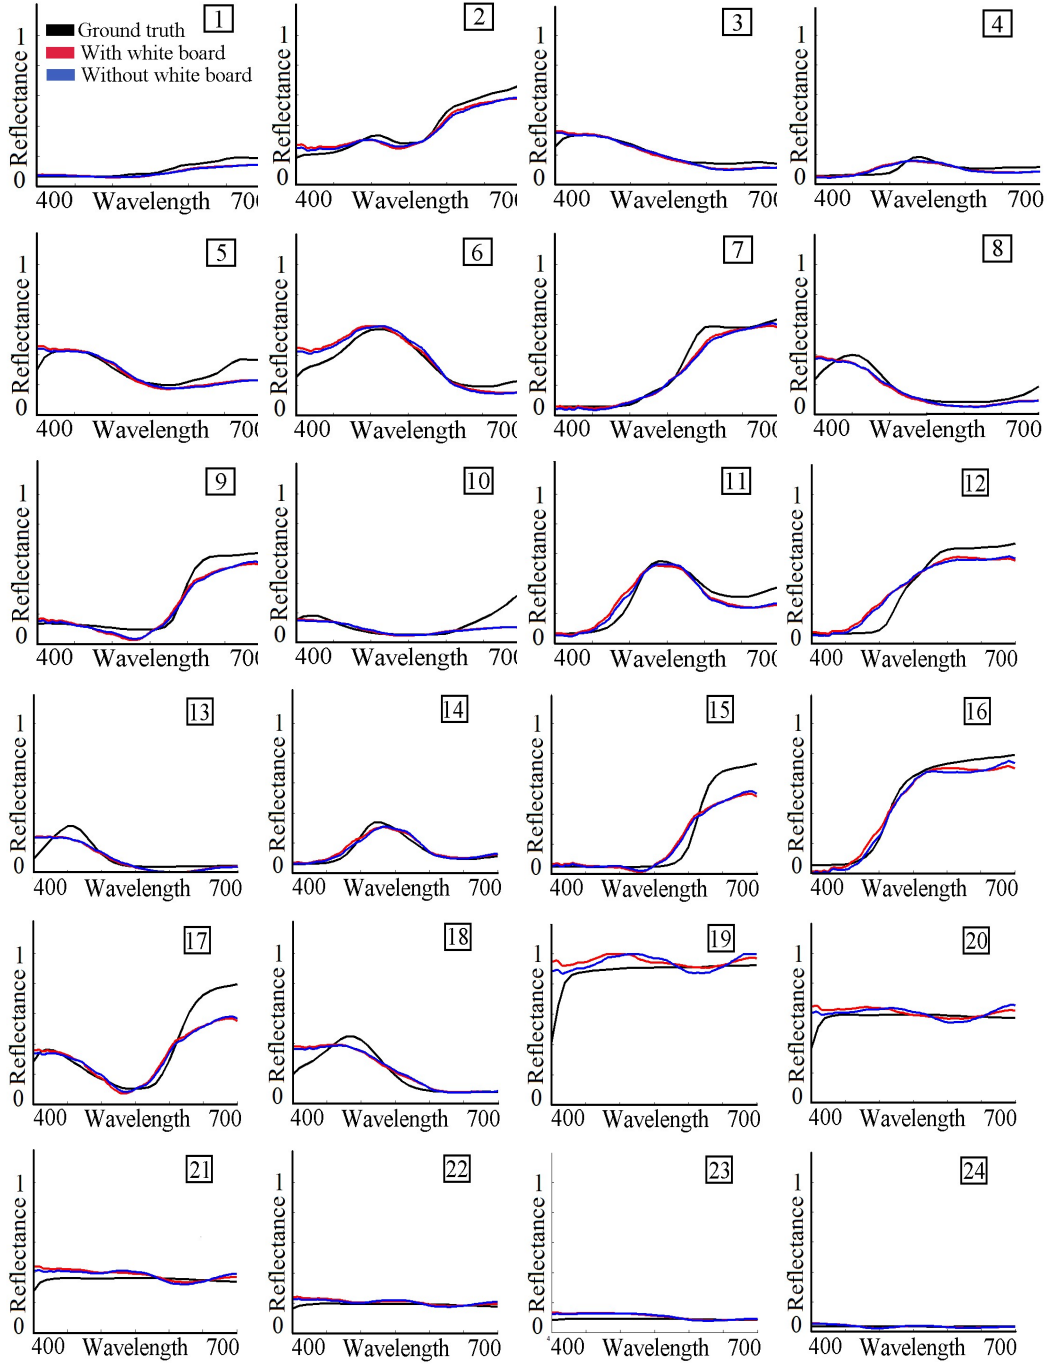 1
Ground truth
With white board
Without white board
1
Reflectance
0
400 Wavelength 700
2
1
Reflectance
0
400 Wavelength 700
3
1
Reflectance
0
400 Wavelength 700
4
1
Reflectance
0
400 Wavelength 700
5
1
Reflectance
0
400 Wavelength 700
6
1
Reflectance
0
400 Wavelength 700
7
1
Reflectance
0
400 Wavelength 700
8
1
Reflectance
0
400 Wavelength 700
9
1
Reflectance
0
400 Wavelength 700
10
1
Reflectance
0
400 Wavelength 700
11
1
Reflectance
0
400 Wavelength 700
12
1
Reflectance
0
400 Wavelength 700
13
1
Reflectance
0
400 Wavelength 700
14
1
Reflectance
0
400 Wavelength 700
15
1
Reflectance
0
400 Wavelength 700
16
1
Reflectance
0
400 Wavelength 700
17
1
Reflectance
0
400 Wavelength 700
18
1
Reflectance
0
400 Wavelength 700
19
1
Reflectance
0
400 Wavelength 700
20
1
Reflectance
0
400 Wavelength 700
21
1
Reflectance
0
400 Wavelength 700
22
1
Reflectance
0
400 Wavelength 700
23
1
Reflectance
0
400 Wavelength 700
24
1
Reflectance
0
400 Wavelength 700